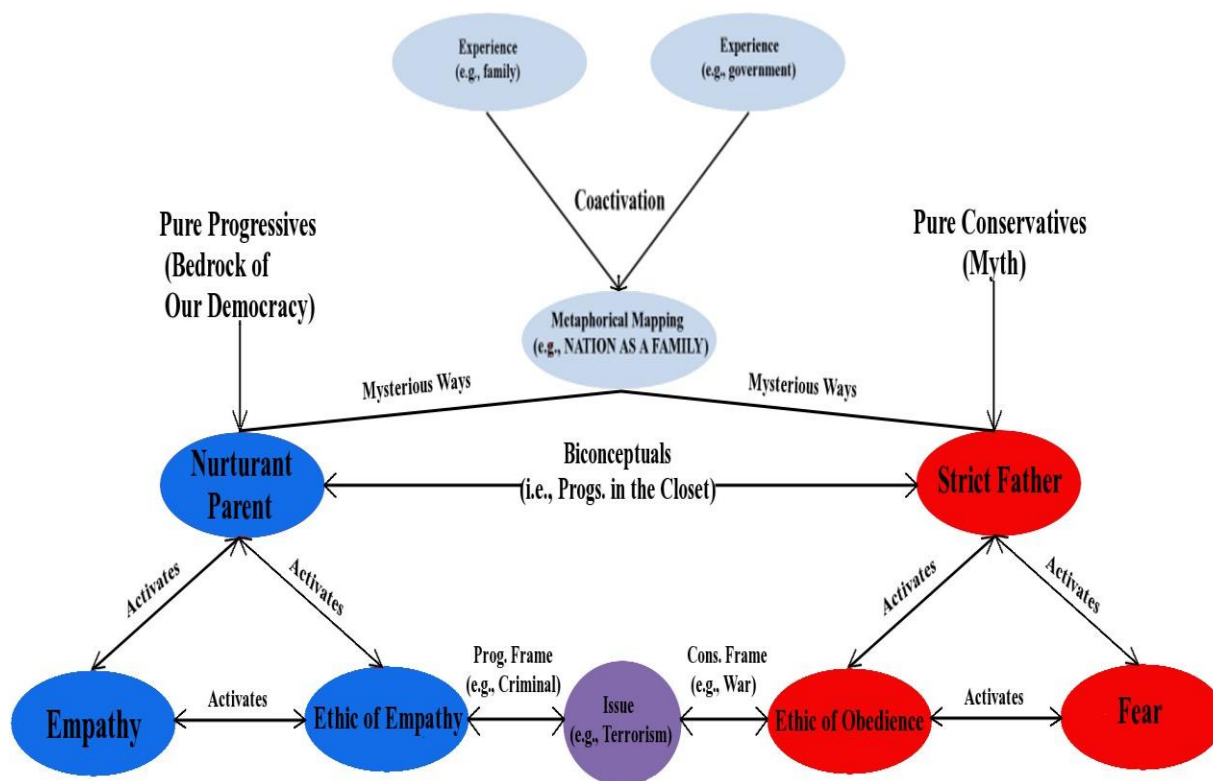 Experience
(e.g., family)
Experience
(e.g., government)
Coactivation
Pure Progressives
(Bedrock of
Our Democracy)
Pure Conservatives
(Myth)
Metaphorical Mapping
(e.g., NATION AS A FAMILY)
Mysterious Ways
Mysterious Ways
Nurturant
Parent
Biconceptuals
(i.e., Progs. in the Closet)
Strict Father
Activates
Activates
Activates
Activates
Empathy
Activates
Ethic of Empathy
Prog. Frame
(e.g., Criminal)
Issue
(e.g., Terrorism)
Cons. Frame
(e.g., War)
Ethic of Obedience
Activates
Fear